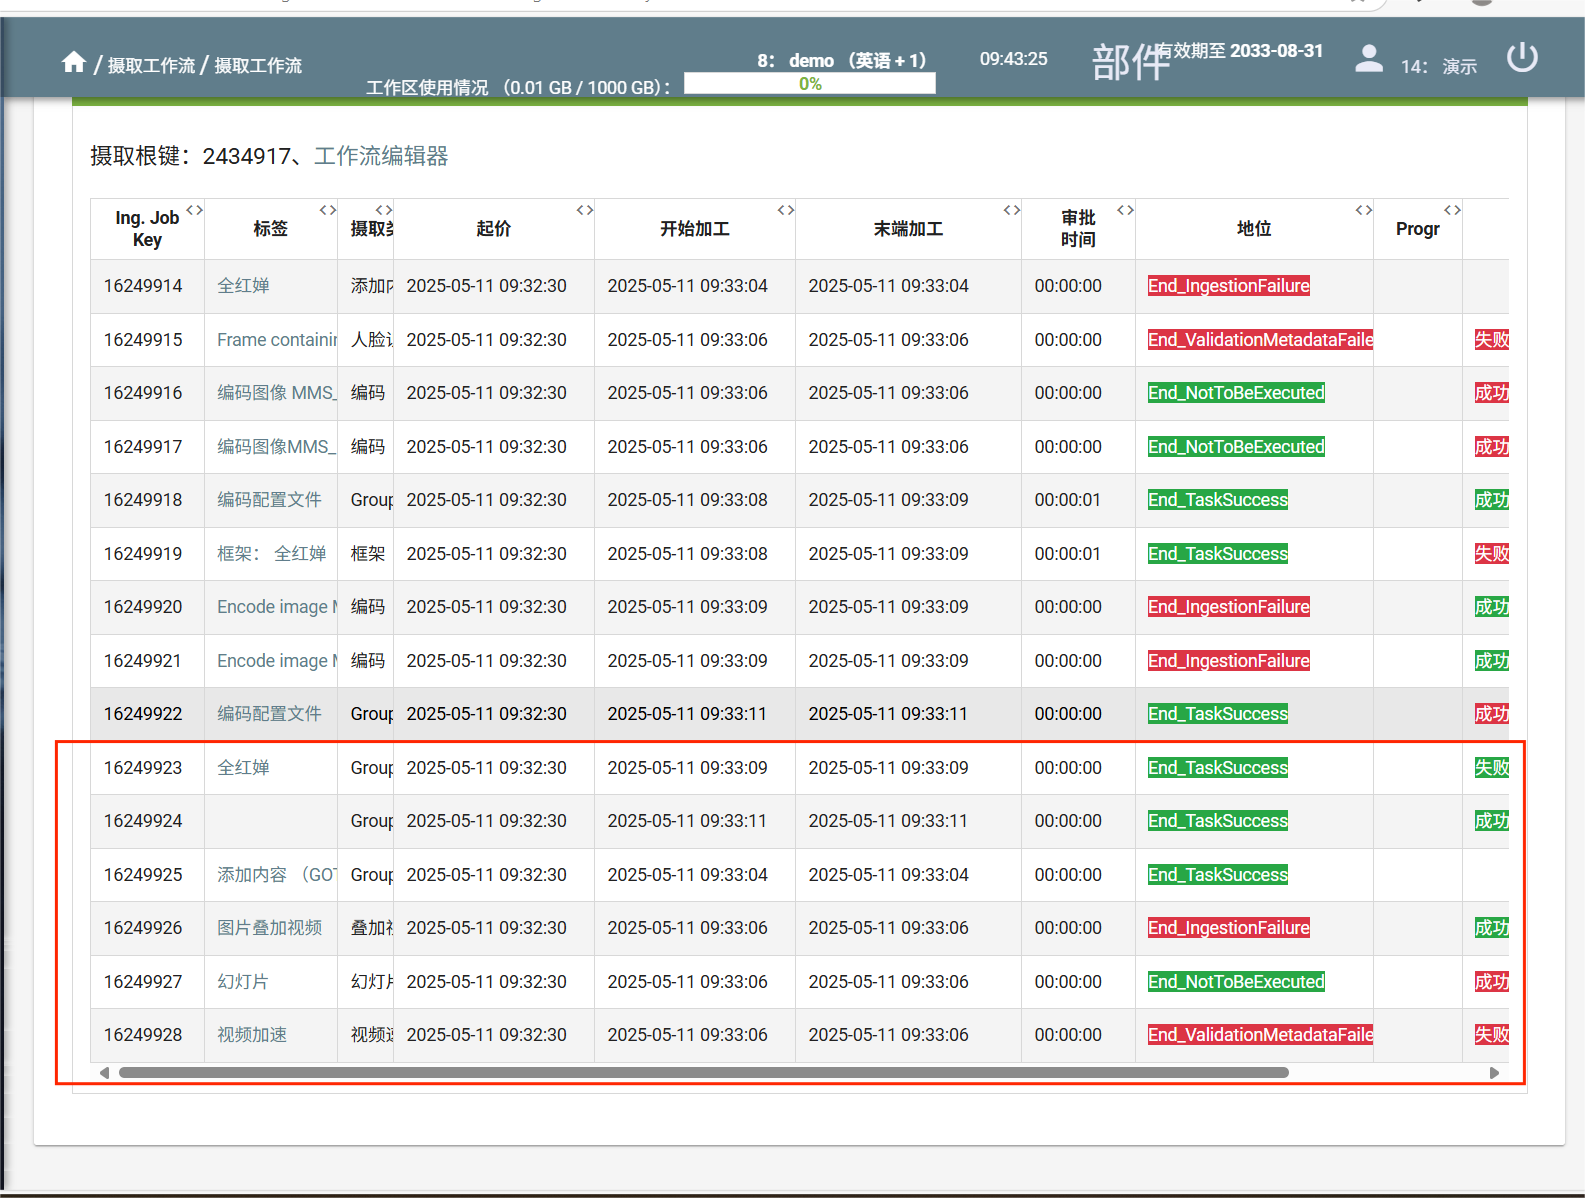 / 摄取工作流 / 摄取工作流
工作区使用情况 （0.01 GB / 1000 GB）：
8： demo （英语 + 1）
0%
09:43:25
部件
有效期至 2033-08-31
14： 演示
摄取根键：2434917、工作流编辑器
Ing. Job Key 标签 摄取类 起价 开始加工 末端加工 审批时间 地位 Progr
16249914 全红婵 添加内 2025-05-11 09:32:30 2025-05-11 09:33:04 2025-05-11 09:33:04 00:00:00 End_IngestionFailure
16249915 Frame containin 人脸识 2025-05-11 09:32:30 2025-05-11 09:33:06 2025-05-11 09:33:06 00:00:00 End_ValidationMetadataFaile 失败
16249916 编码图像 MMS_ 编码 2025-05-11 09:32:30 2025-05-11 09:33:06 2025-05-11 09:33:06 00:00:00 End_NotToBeExecuted 成功
16249917 编码图像MMS_ 编码 2025-05-11 09:32:30 2025-05-11 09:33:06 2025-05-11 09:33:06 00:00:00 End_NotToBeExecuted 成功
16249918 编码配置文件 Group 2025-05-11 09:32:30 2025-05-11 09:33:08 2025-05-11 09:33:09 00:00:01 End_TaskSuccess 成功
16249919 框架： 全红婵 框架 2025-05-11 09:32:30 2025-05-11 09:33:08 2025-05-11 09:33:09 00:00:01 End_TaskSuccess 失败
16249920 Encode image 编码 2025-05-11 09:32:30 2025-05-11 09:33:09 2025-05-11 09:33:09 00:00:00 End_IngestionFailure 成功
16249921 Encode image 编码 2025-05-11 09:32:30 2025-05-11 09:33:09 2025-05-11 09:33:09 00:00:00 End_IngestionFailure 成功
16249922 编码配置文件 Group 2025-05-11 09:32:30 2025-05-11 09:33:11 2025-05-11 09:33:11 00:00:00 End_TaskSuccess 成功
16249923 全红婵 Group 2025-05-11 09:32:30 2025-05-11 09:33:09 2025-05-11 09:33:09 00:00:00 End_TaskSuccess 失败
16249924 Group 2025-05-11 09:32:30 2025-05-11 09:33:11 2025-05-11 09:33:11 00:00:00 End_TaskSuccess 成功
16249925 添加内容 （GOT Group 2025-05-11 09:32:30 2025-05-11 09:33:04 2025-05-11 09:33:04 00:00:00 End_TaskSuccess
16249926 图片叠加视频 叠加视 2025-05-11 09:32:30 2025-05-11 09:33:06 2025-05-11 09:33:06 00:00:00 End_IngestionFailure 成功
16249927 幻灯片 幻灯片 2025-05-11 09:32:30 2025-05-11 09:33:06 2025-05-11 09:33:06 00:00:00 End_NotToBeExecuted 成功
16249928 视频加速 视频速 2025-05-11 09:32:30 2025-05-11 09:33:06 2025-05-11 09:33:06 00:00:00 End_ValidationMetadataFaile 失败